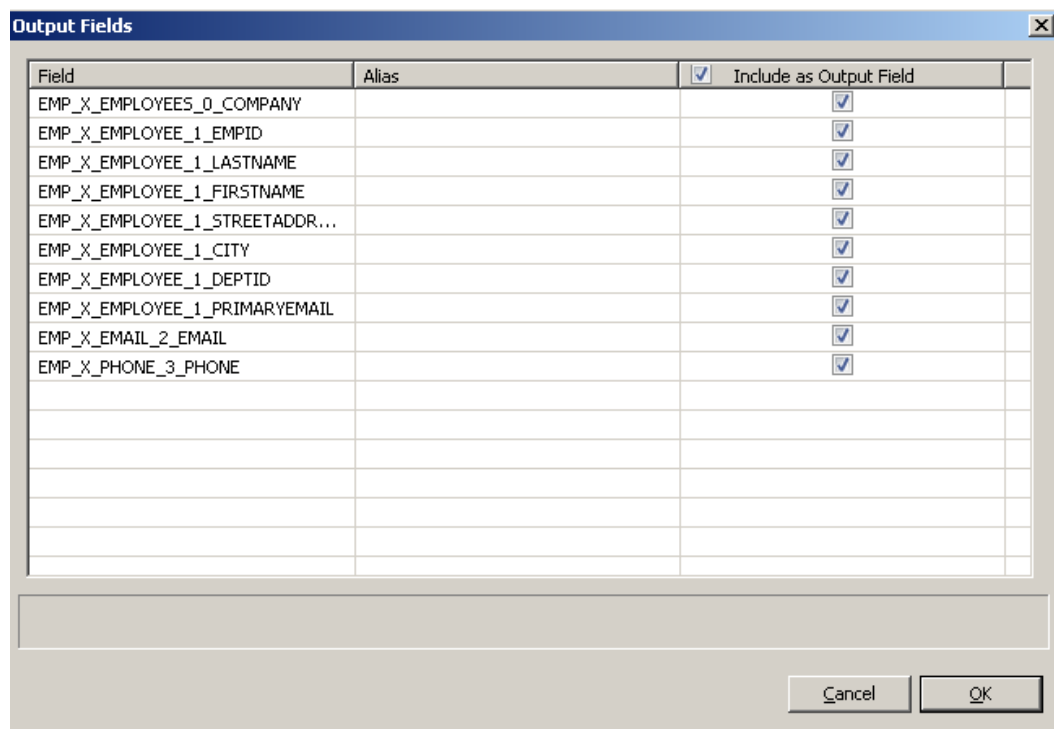 Output Fields
Field Alias Include as Output Field
EMP_X_EMPLOYEES_0_COMPANY
EMP_X_EMPLOYEE_1_EMPID
EMP_X_EMPLOYEE_1_LASTNAME
EMP_X_EMPLOYEE_1_FIRSTNAME
EMP_X_EMPLOYEE_1_STREETADDR...
EMP_X_EMPLOYEE_1_CITY
EMP_X_EMPLOYEE_1_DEPTID
EMP_X_EMPLOYEE_1_PRIMARYEMAIL
EMP_X_EMAIL_2_EMAIL
EMP_X_PHONE_3_PHONE
Cancel OK